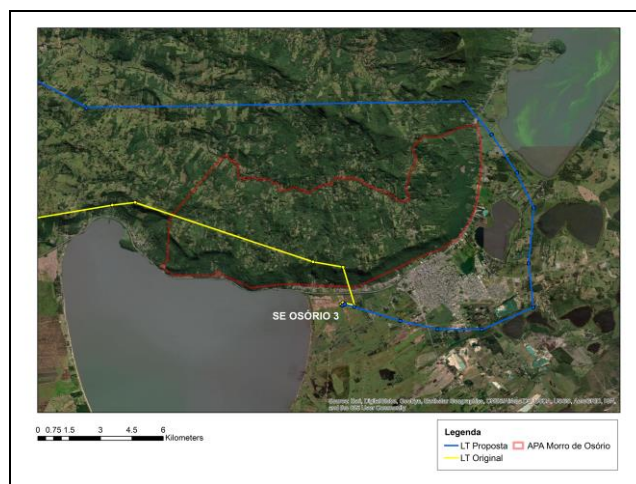 SE OSÓRIO 3
0 0.75 1.5 3 4.5 6
Kilometers
Legenda
LT Proposta
LT Original
APA Morro de Osório